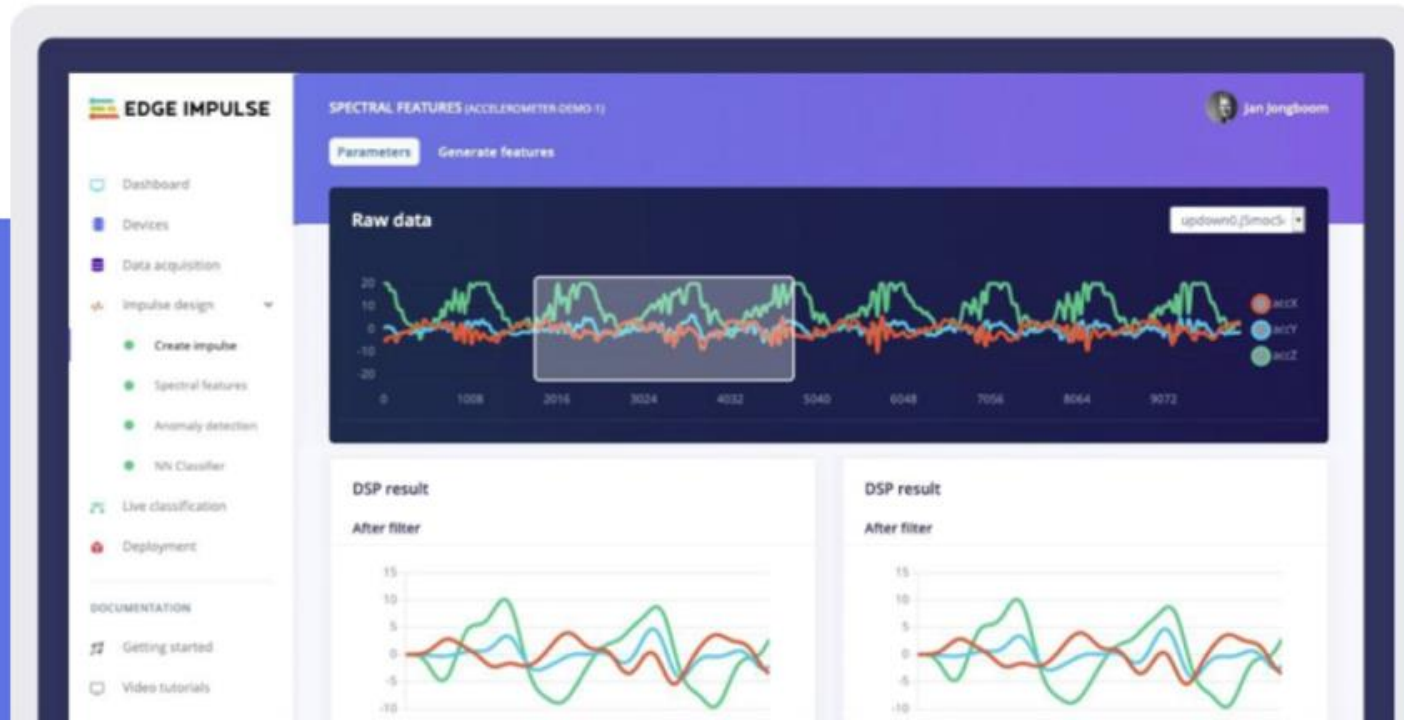 EDGE IMPULSE
Dashboard
Devices
Data acquisition
Impulse design
Create impulse
Spectral features
Anomaly detection
NN Classifier
Live classification
Deployment
DOCUMENTATION
Getting started
Video tutorials
SPECTRAL FEATURES (ACCELEROMETER-DEMO-1)
Jan Jongboom
Parameters Generate features
Raw data
20
10
0
-10
-20
0 1008 2016 3024 4032 5040 6048 7056 8064 9072
accX
accY
accZ
DSP result
After filter
15
10
5
0
-5
-10
DSP result
After filter
15
10
5
0
-5
-10